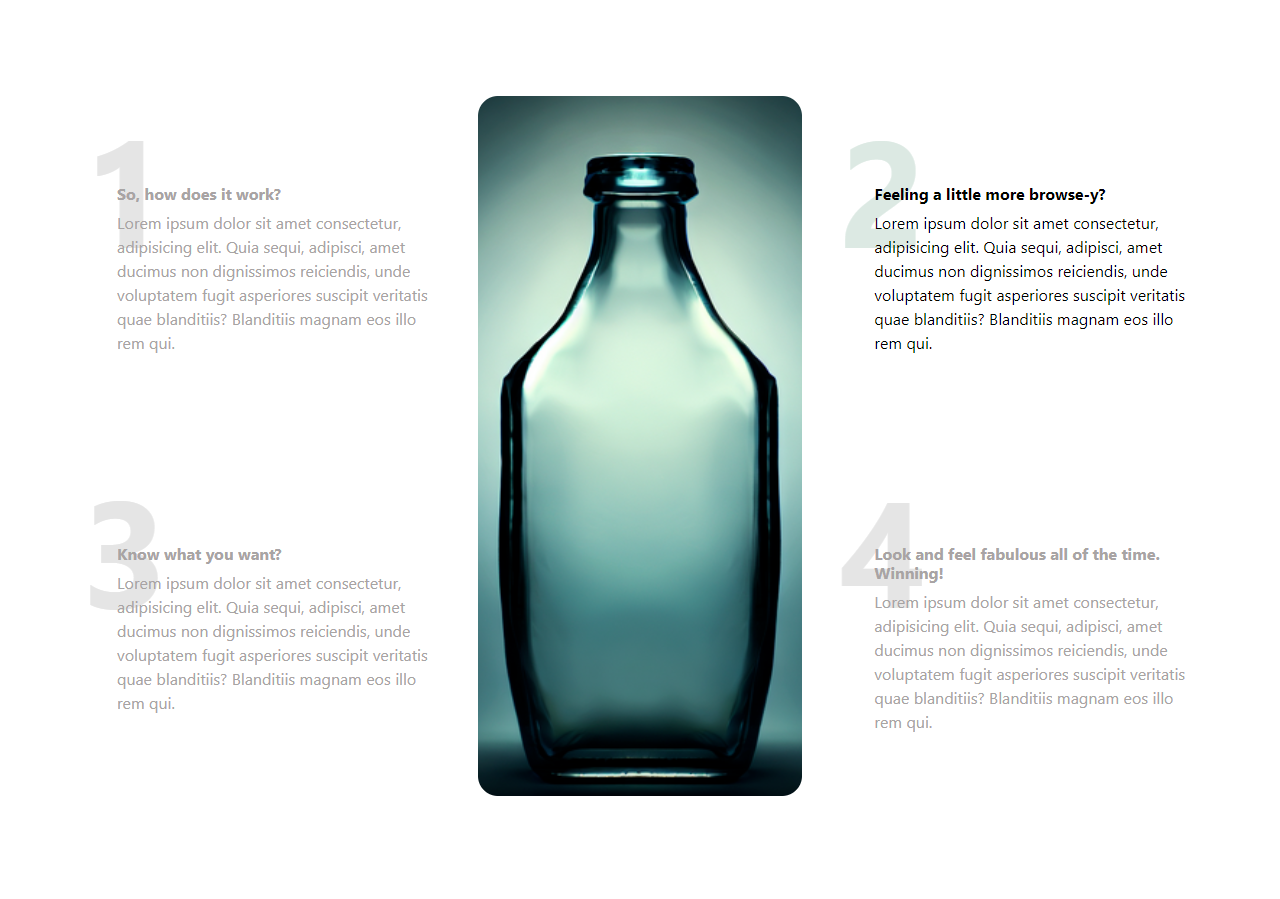 1
So, how does it work?
Lorem ipsum dolor sit amet consectetur,
adipisicing elit. Quia sequi, adipisci, amet
ducimus non dignissimos reiciendis, unde
voluptatem fugit asperiores suscipit veritatis
quae blanditiis? Blanditiis magnam eos illo
rem qui.
2
Feeling a little more browse-y?
Lorem ipsum dolor sit amet consectetur,
adipisicing elit. Quia sequi, adipisci, amet
ducimus non dignissimos reiciendis, unde
voluptatem fugit asperiores suscipit veritatis
quae blanditiis? Blanditiis magnam eos illo
rem qui.
3
Know what you want?
Lorem ipsum dolor sit amet consectetur,
adipisicing elit. Quia sequi, adipisci, amet
ducimus non dignissimos reiciendis, unde
voluptatem fugit asperiores suscipit veritatis
quae blanditiis? Blanditiis magnam eos illo
rem qui.
4
Look and feel fabulous all of the time.
Winning!
Lorem ipsum dolor sit amet consectetur,
adipisicing elit. Quia sequi, adipisci, amet
ducimus non dignissimos reiciendis, unde
voluptatem fugit asperiores suscipit veritatis
quae blanditiis? Blanditiis magnam eos illo
rem qui.